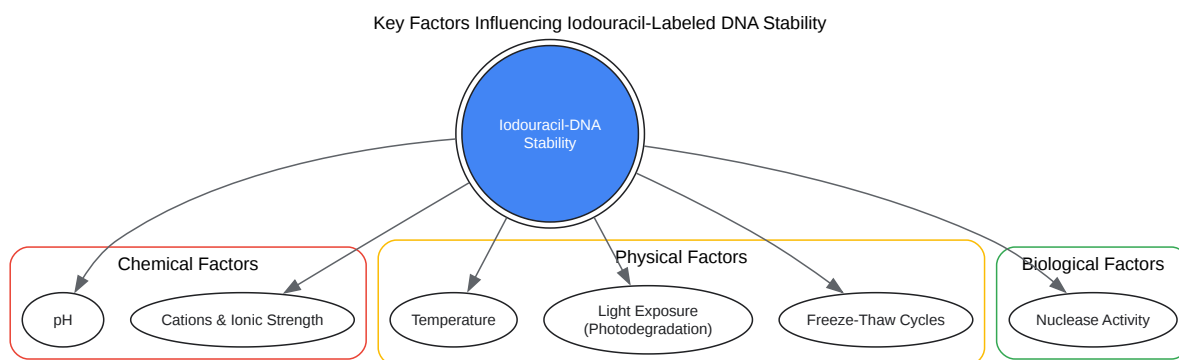 Key Factors Influencing Iodouracil-Labeled DNA Stability
Iodouracil-DNA
Stability
Chemical Factors
Physical Factors
Biological Factors
pH
Cations & Ionic Strength
Temperature
Light Exposure
(Photodegradation)
Freeze-Thaw Cycles
Nuclease Activity